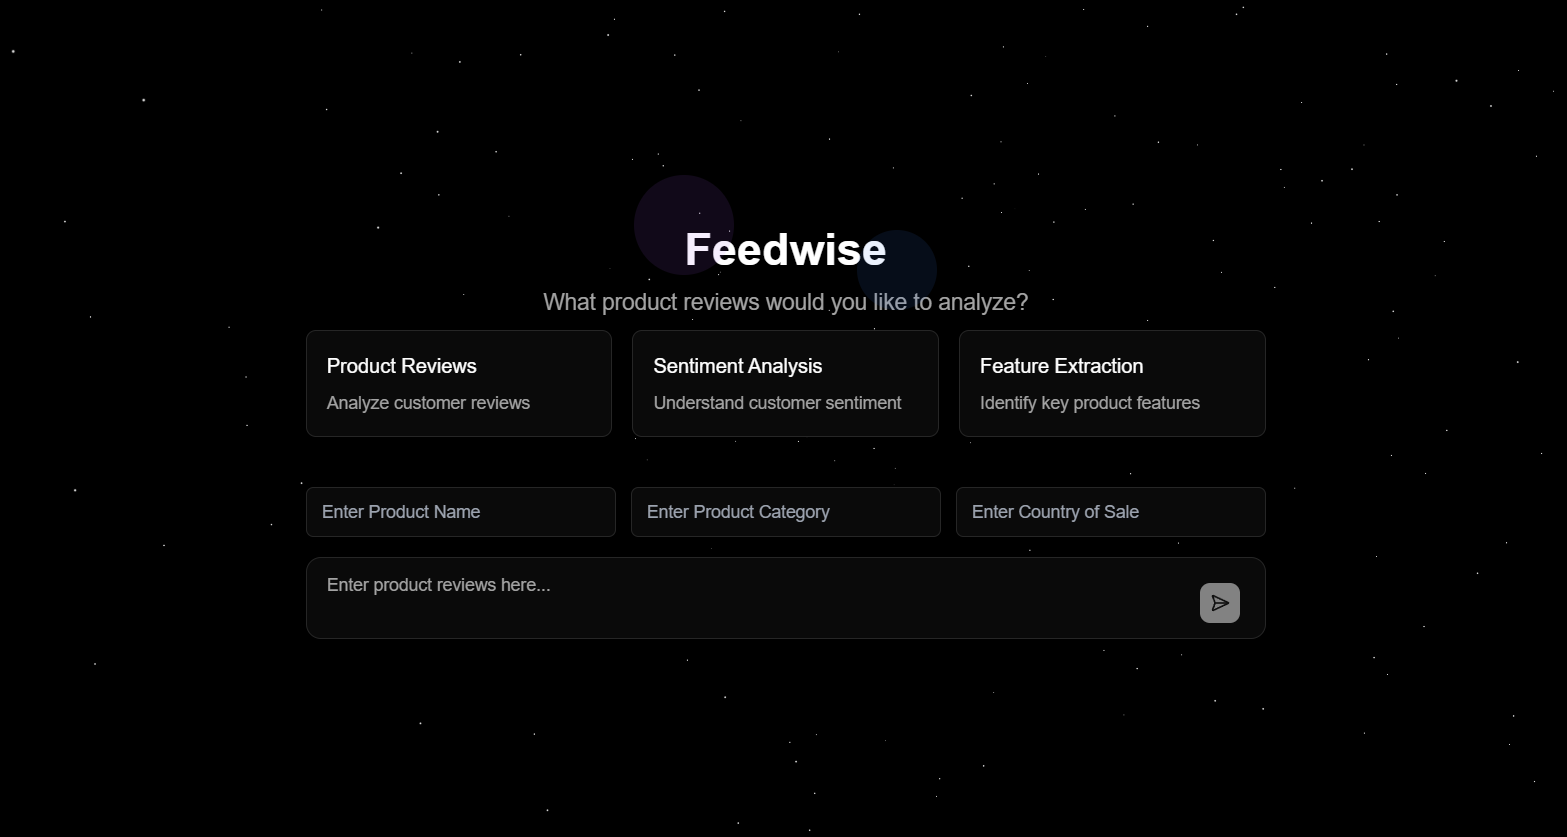 Feedwise
What product reviews would you like to analyze?
Product Reviews
Analyze customer reviews
Sentiment Analysis
Understand customer sentiment
Feature Extraction
Identify key product features
Enter Product Name
Enter Product Category
Enter Country of Sale
Enter product reviews here...